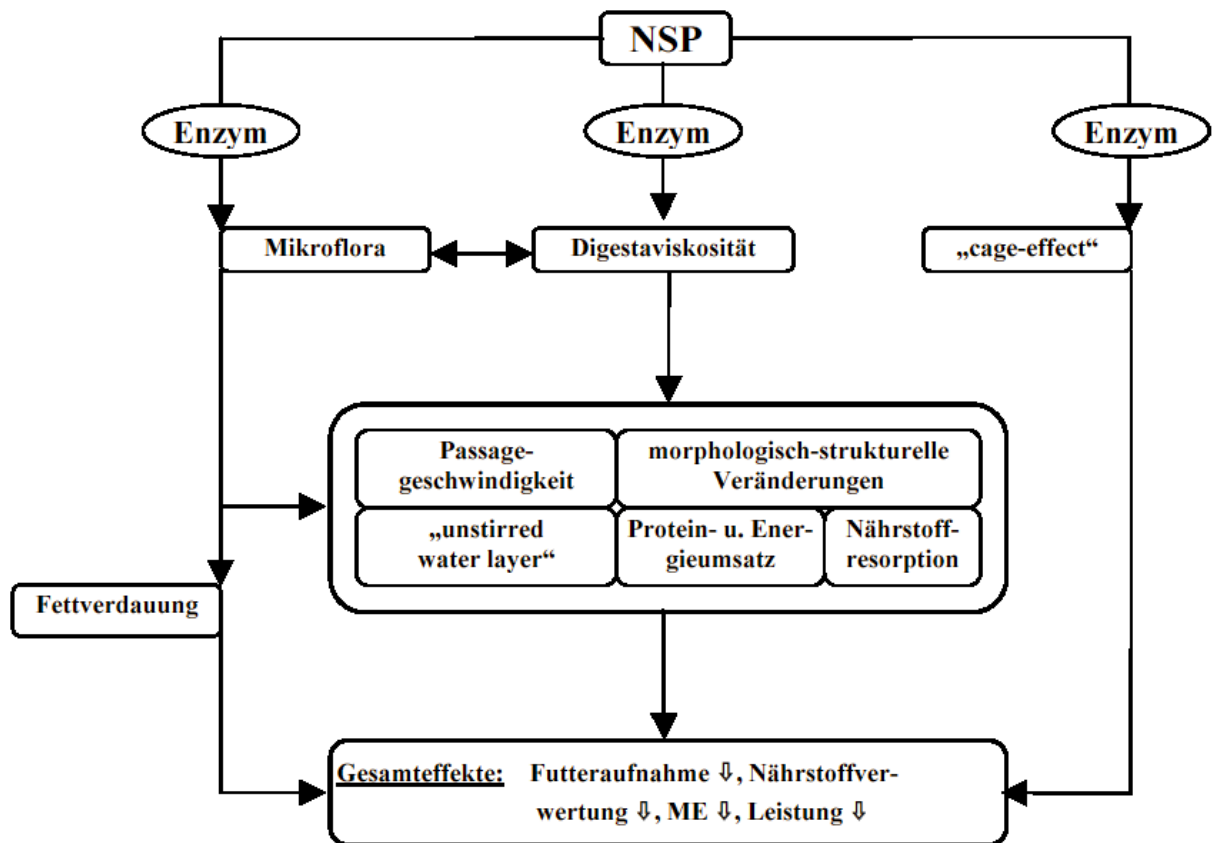 NSP
Enzym
Enzym
Enzym
Mikroflora
Digestaviskosität
„cage-effect“
Passage-
geschwindigkeit
morphologisch-strukturelle
Veränderungen
„unstirred
water layer“
Protein- u. Ener-
gieumsatz
Nährstoff-
resorption
Fettverdauung
Gesamteffekte: Futteraufnahme ⇩, Nährstoffver-
wertung ⇩, ME ⇩, Leistung ⇩